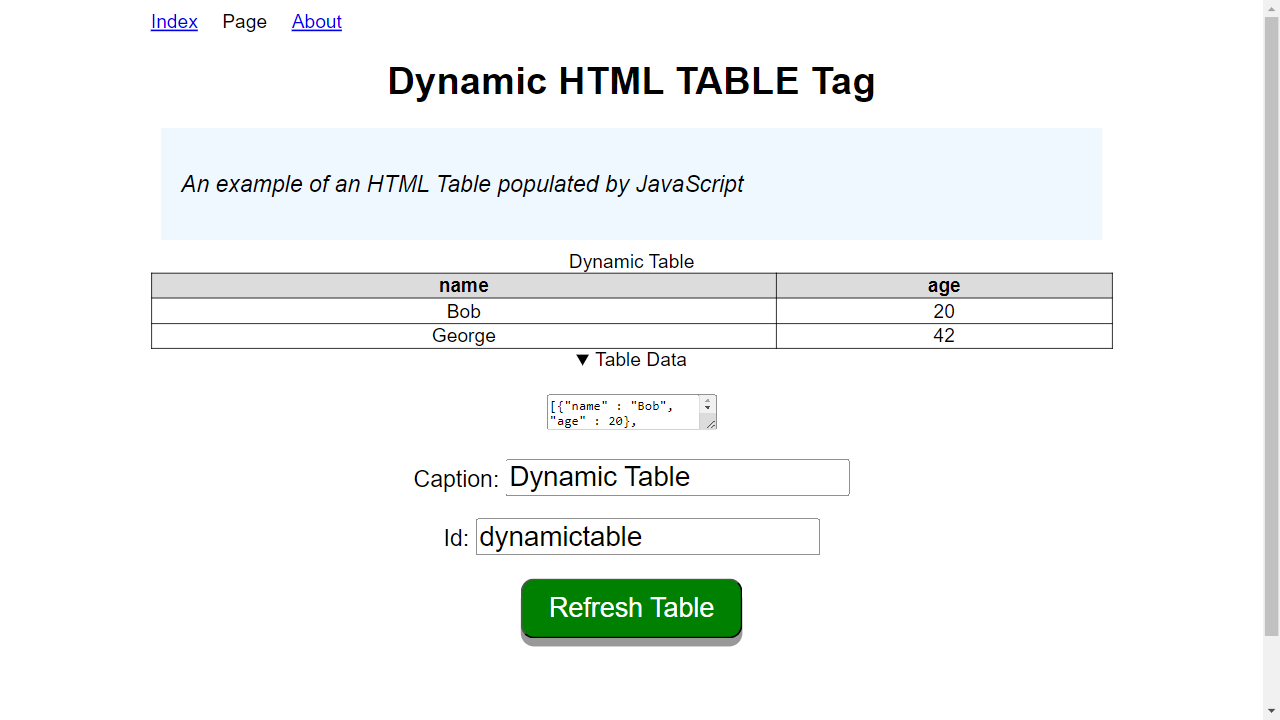 Index Page About
Dynamic HTML TABLE Tag
An example of an HTML Table populated by JavaScript
Dynamic Table
name age
Bob 20
George 42
▼ Table Data
[{"name" : "Bob",
"age" : 20},
Caption: Dynamic Table
Id: dynamictable
Refresh Table